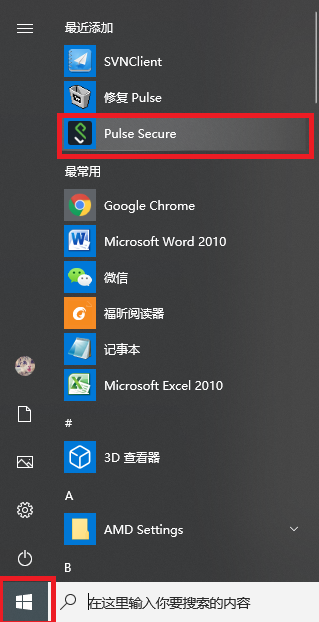 最近添加
SVNClient
修复 Pulse
Pulse Secure
最常用
Google Chrome
Microsoft Word 2010
微信
福昕阅读器
记事本
Microsoft Excel 2010
#
3D 查看器
A
AMD Settings
B
在这里输入你要搜索的内容